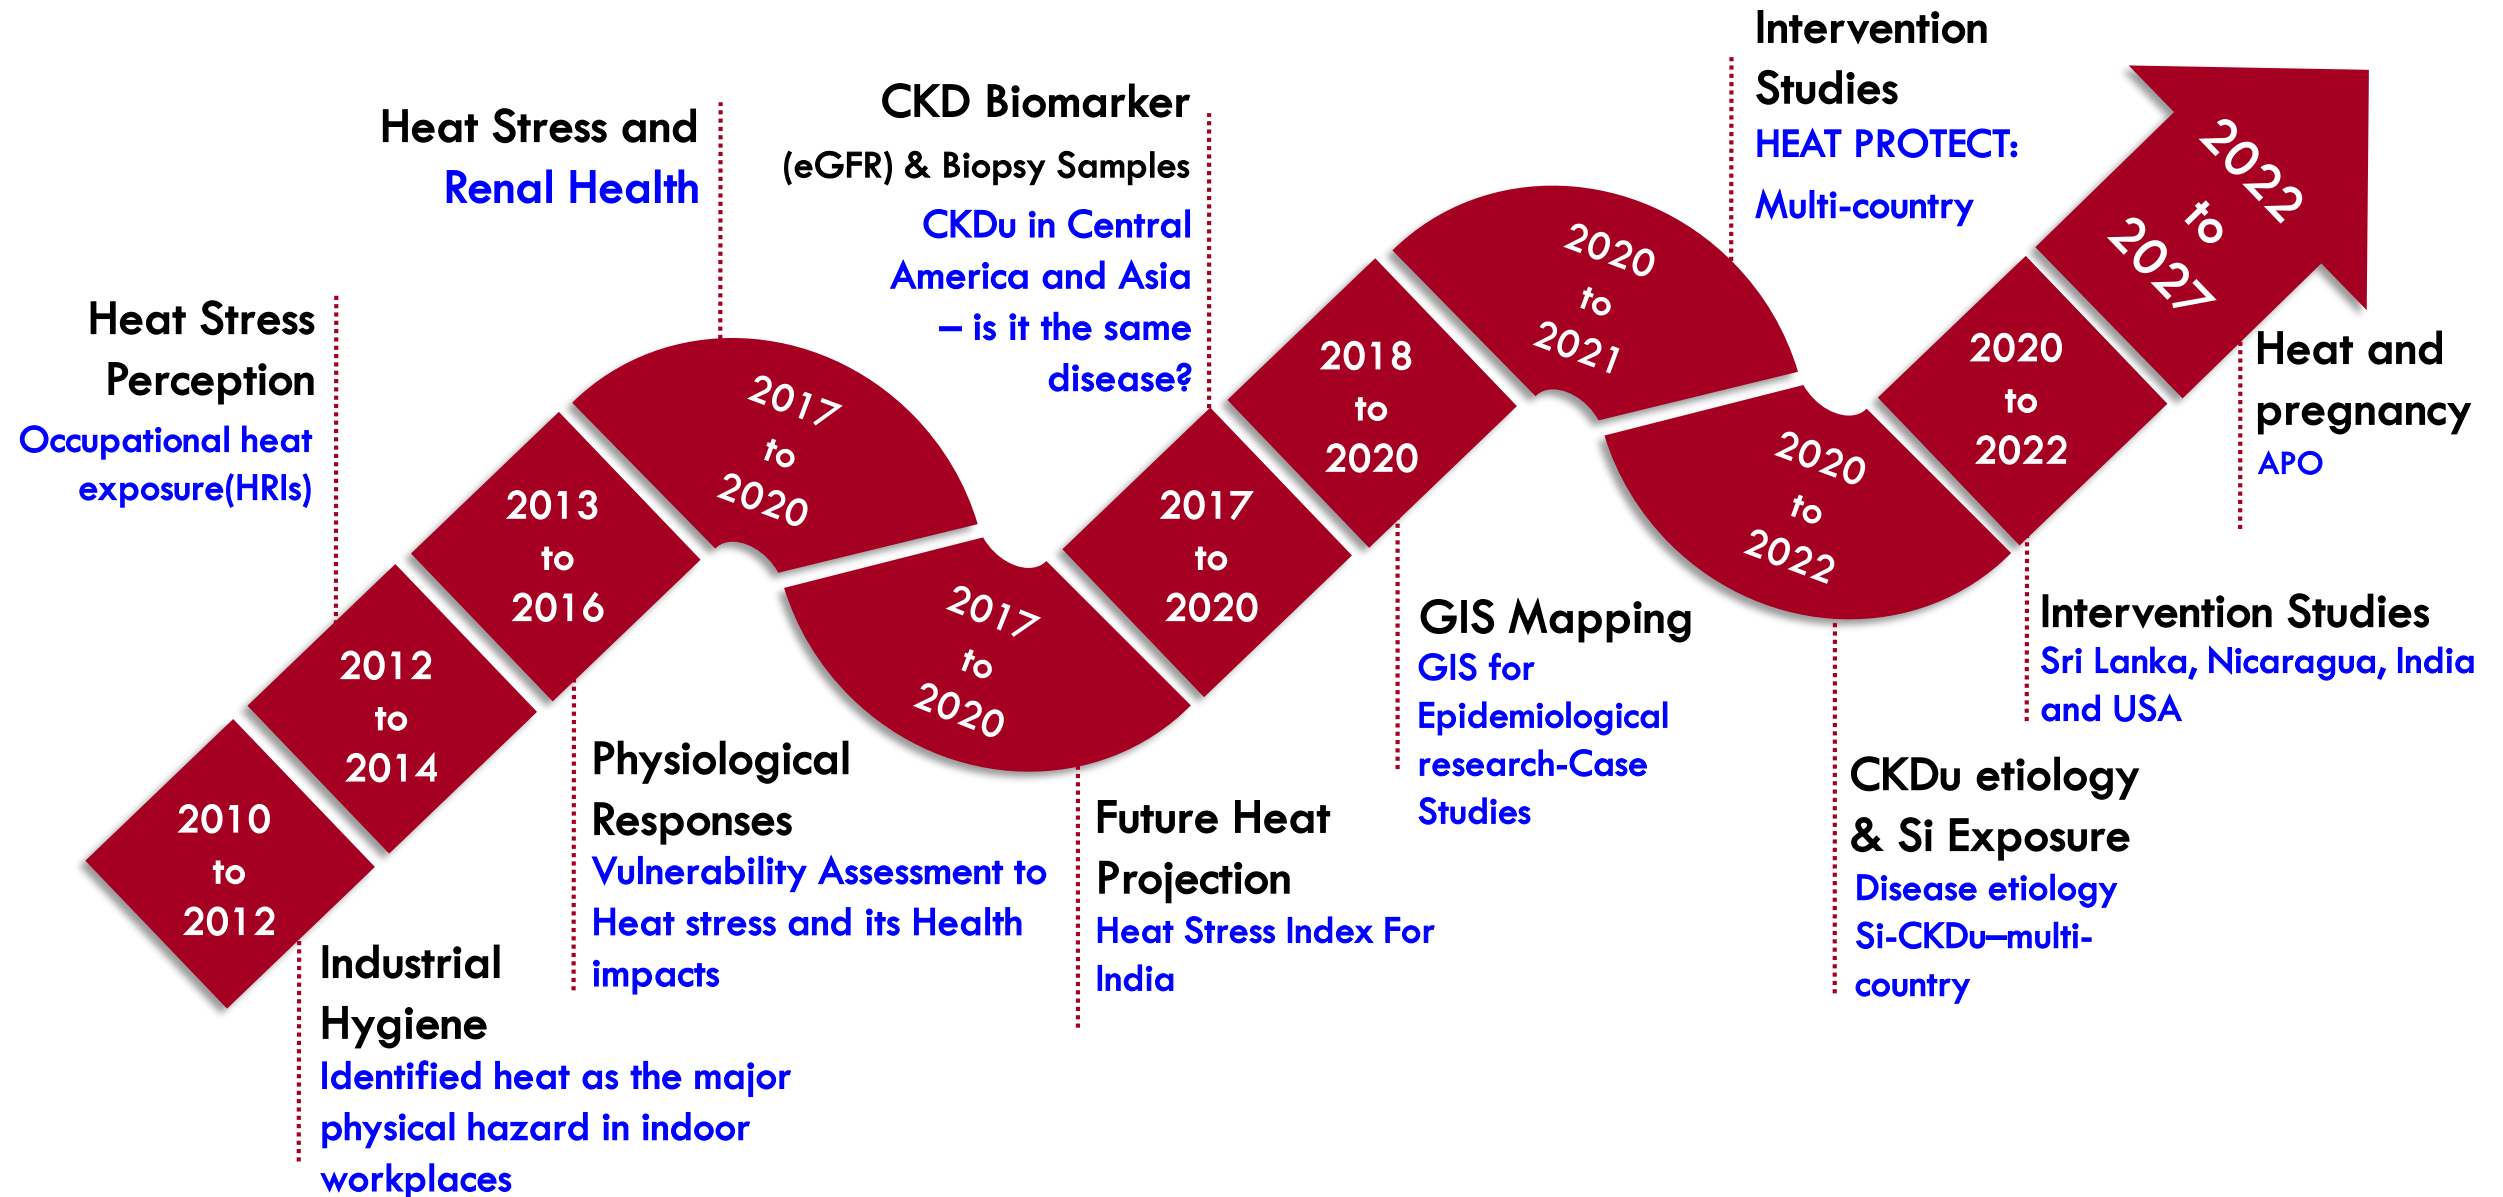 2010
to
2012
Industrial
Hygiene
Identified heat as the major
physical hazard in indoor
workplaces
2012
to
2014
Heat Stress
Perception
Occupational heat
exposure(HRIs)
2013
to
2016
Physiological
Responses
Vulnerability Assessment to
Heat stress and its Health
impacts
2017
to
2020
Heat Stress and
Renal Health
2017
to
2020
Future Heat
Projection
Heat Stress Index For
India
2017
to
2020
CKD Biomarker
(eGFR) & Biopsy Samples
CKDu in Central
America and Asia
– is it the same
disease?
2018
to
2020
GIS Mapping
GIS for
Epidemiological
research-Case
Studies
2020
to
2021
Intervention
Studies
HEAT PROTECT:
Multi-country
2020
to
2022
CKDu etiology
& Si Exposure
Disease etiology
Si-CKDu–multi-
country
2020
to
2022
Intervention Studies
Sri Lanka, Nicaragua, India
and USA
2022
to
2027
Heat and
pregnancy
APO